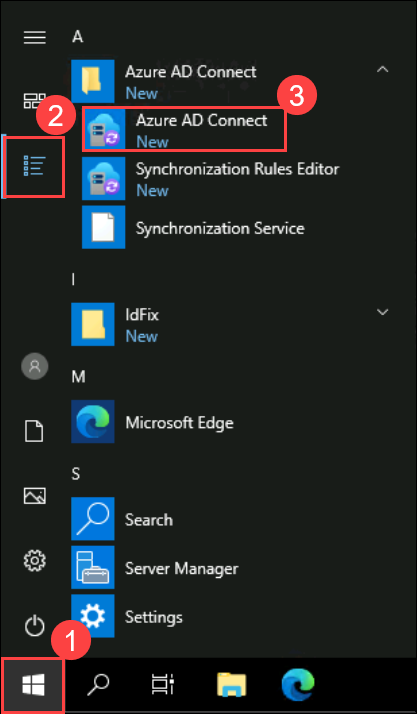 A
Azure AD Connect
New
2
3
Azure AD Connect
New
Synchronization Rules Editor
New
Synchronization Service
I
IdFix
New
M
Microsoft Edge
S
Search
Server Manager
Settings
1